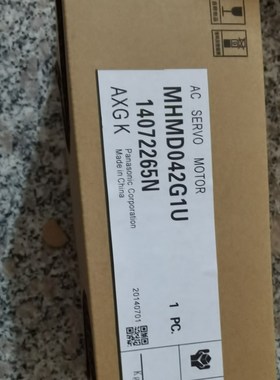 AC SERVO MOTOR
MHMD042G1U
1 PC.
14072265N
AXGK
Panasonic Corporation
Made in China
20140701